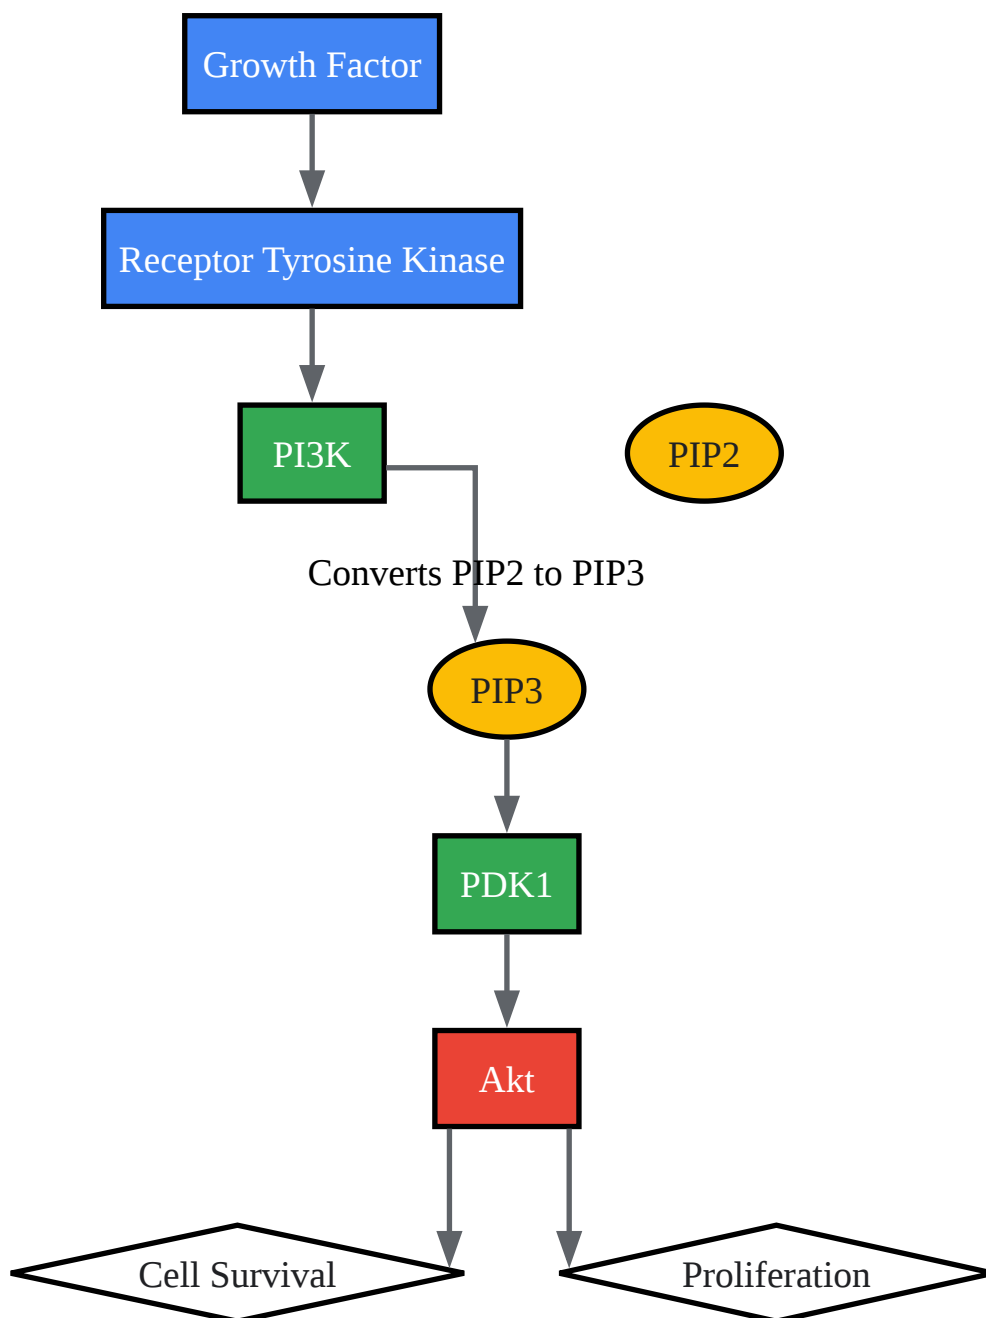 Growth Factor
Receptor Tyrosine Kinase
PI3K
PIP2
Converts PIP2 to PIP3
PIP3
PDK1
Akt
Cell Survival
Proliferation